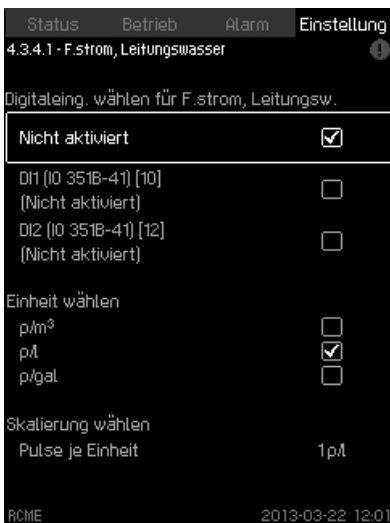 Status Betrieb Alarm Einstellung
4.3.4.1 - F.strom, Leitungswasser
Digitaleing. wählen für F.strom, Leitungsw.
Nicht aktiviert
DI1 (IO 351B-41) [10]
(Nicht aktiviert)
DI2 (IO 351B-41) [12]
(Nicht aktiviert)
Einheit wählen
p/m³
p/l
p/gal
Skalierung wählen
Pulse je Einheit 1p/l
RCME 2013-03-22 12:01